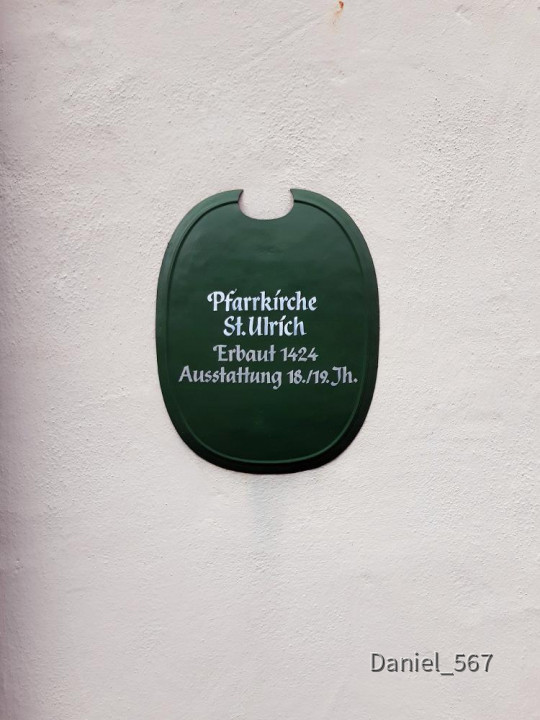 Pfarrkirche
St. Ulrich
Erbaut 1424
Ausstattung 18./19. Jh.
Daniel_567